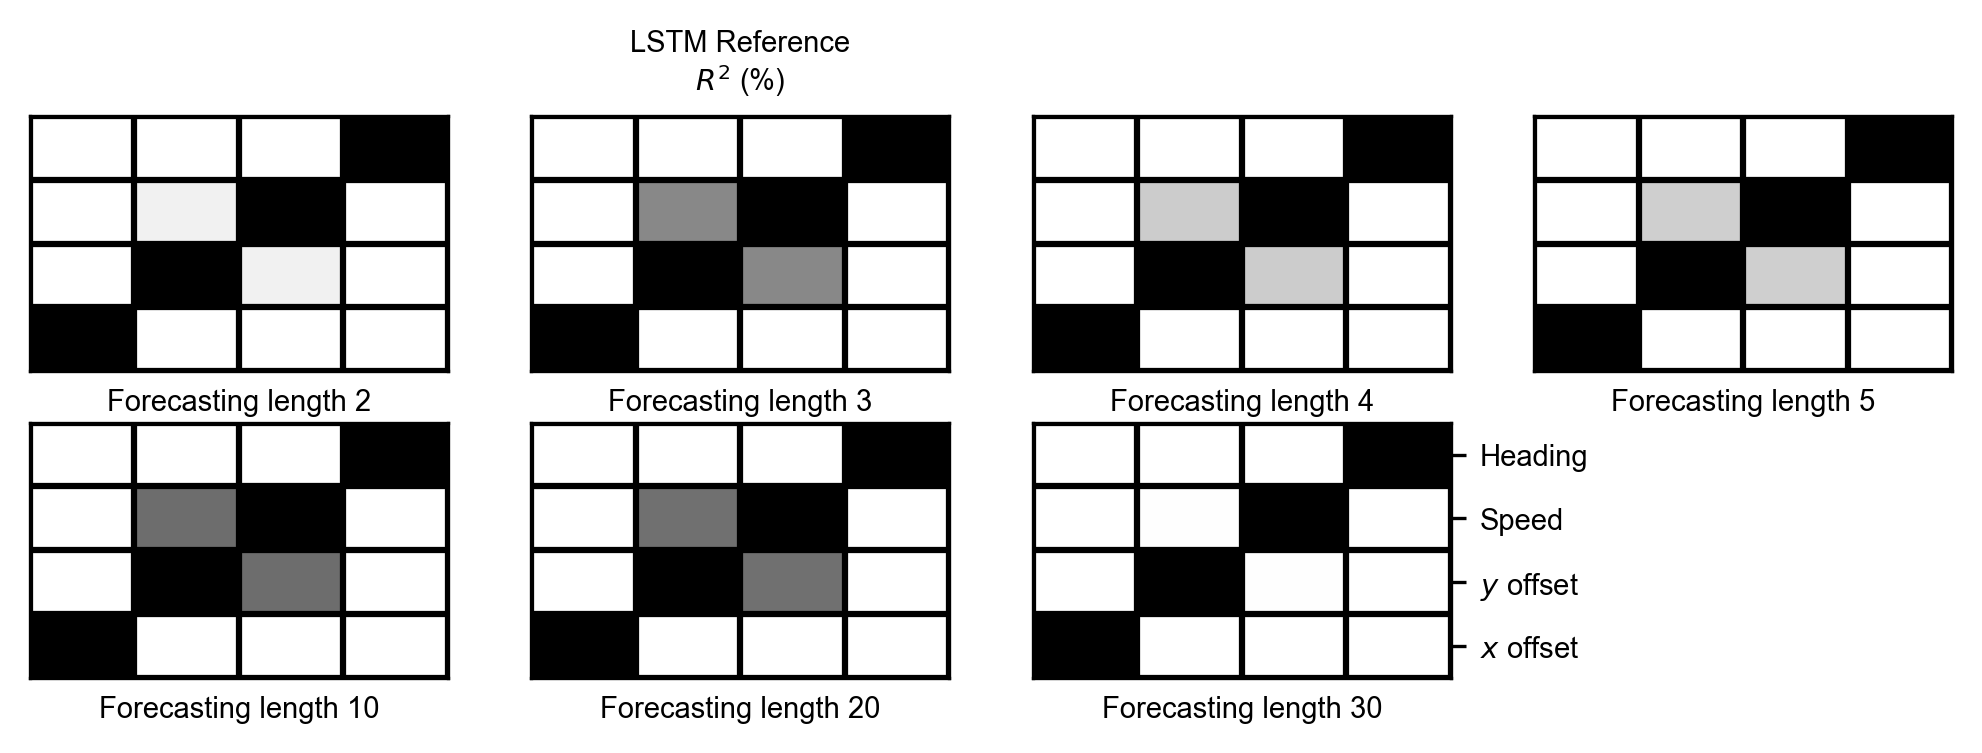 LSTM Reference
R² (%)
Forecasting length 2
Forecasting length 3
Forecasting length 4
Forecasting length 5
Heading
Speed
y offset
x offset
Forecasting length 10
Forecasting length 20
Forecasting length 30